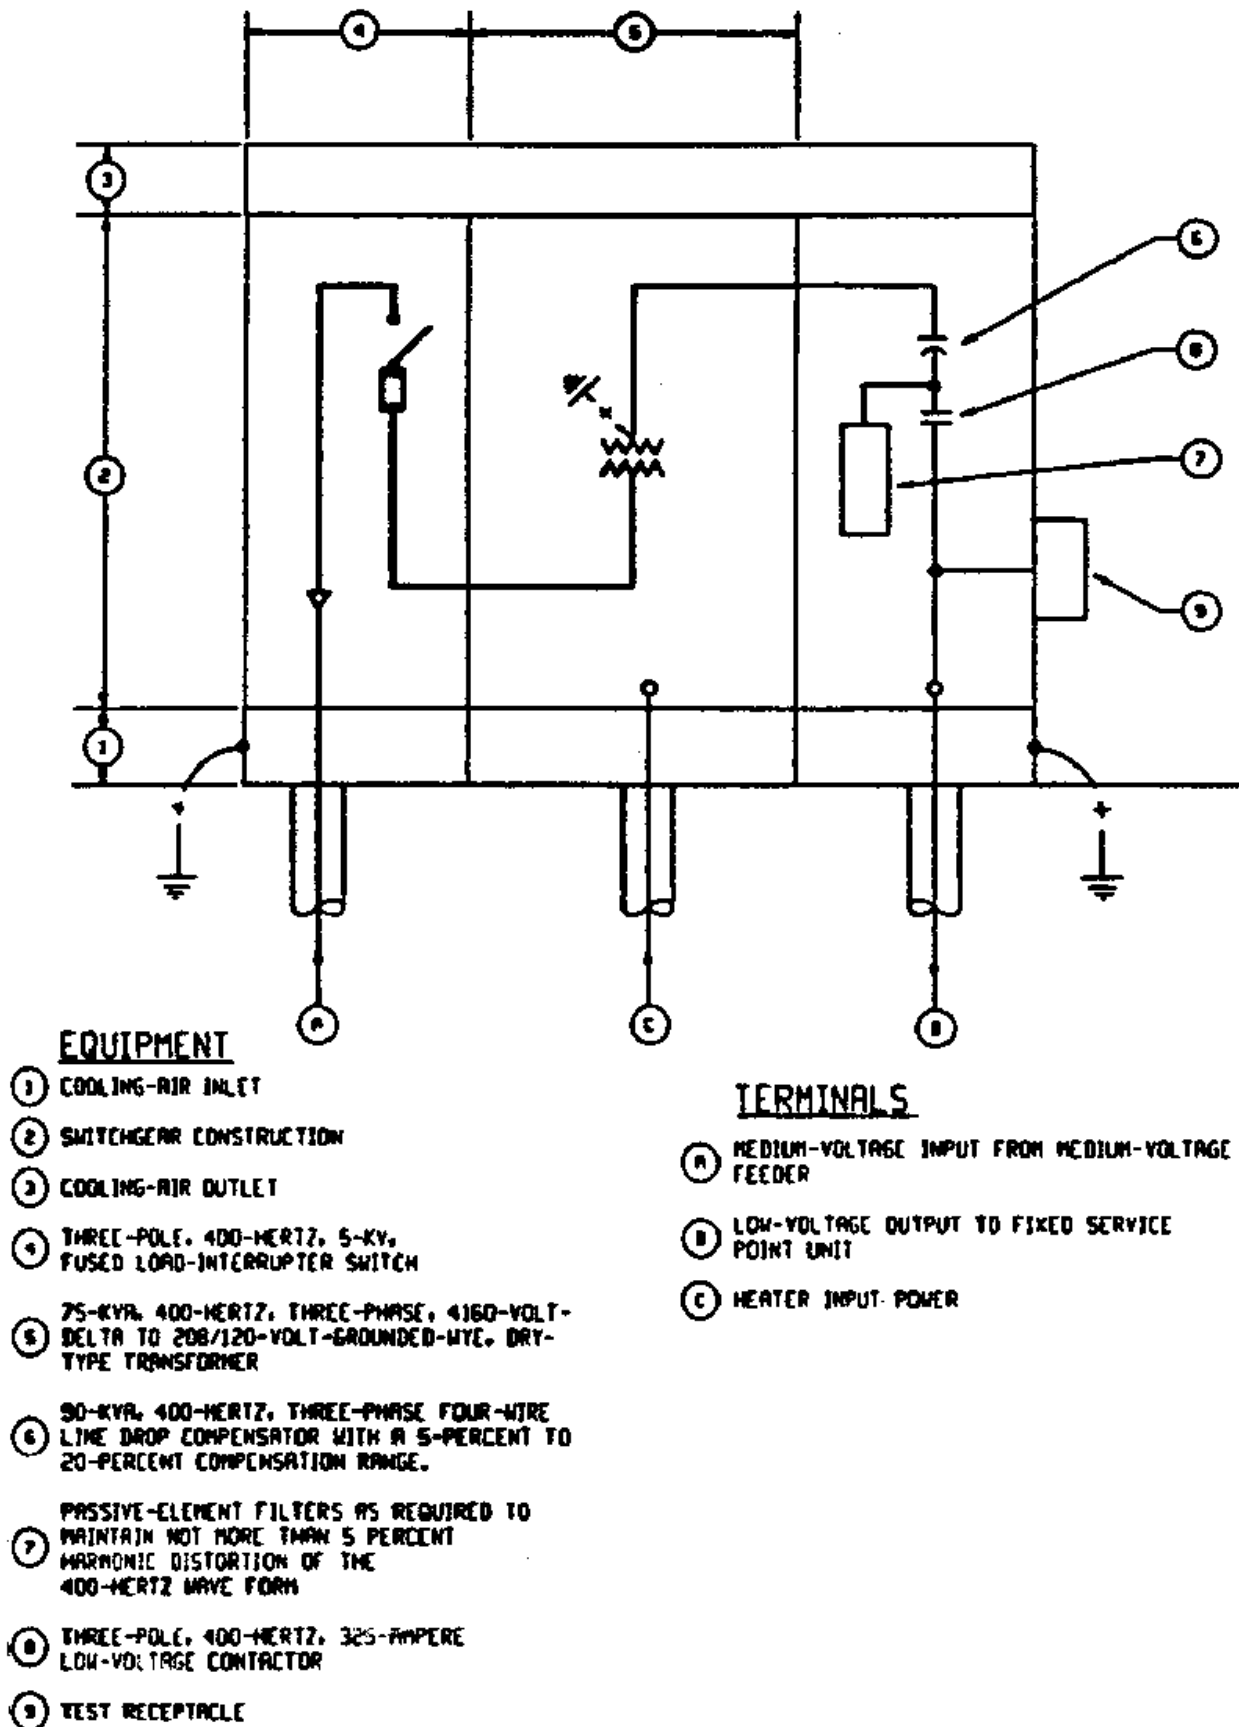 4
5
3
6
8
2
7
9
1
A
C
B
EQUIPMENT
1 COOLING-AIR INLET
2 SWITCHGEAR CONSTRUCTION
3 COOLING-AIR OUTLET
4 THREE-POLE, 400-HERTZ, 5-KV,
FUSED LOAD-INTERRUPTER SWITCH
5 75-KVA, 400-HERTZ, THREE-PHASE, 4160-VOLT-
DELTA TO 208/120-VOLT-GROUNDED-WYE, DRY-
TYPE TRANSFORMER
6 90-KVA, 400-HERTZ, THREE-PHASE FOUR-WIRE
LINE DROP COMPENSATOR WITH A 5-PERCENT TO
20-PERCENT COMPENSATION RANGE.
7 PASSIVE-ELEMENT FILTERS AS REQUIRED TO
MAINTAIN NOT MORE THAN 5 PERCENT
HARMONIC DISTORTION OF THE
400-HERTZ WAVE FORM
8 THREE-POLE, 400-HERTZ, 325-AMPERE
LOW-VOLTAGE CONTACTOR
9 TEST RECEPTACLE
TERMINALS
A MEDIUM-VOLTAGE INPUT FROM MEDIUM-VOLTAGE
FEEDER
B LOW-VOLTAGE OUTPUT TO FIXED SERVICE
POINT UNIT
C HEATER INPUT POWER